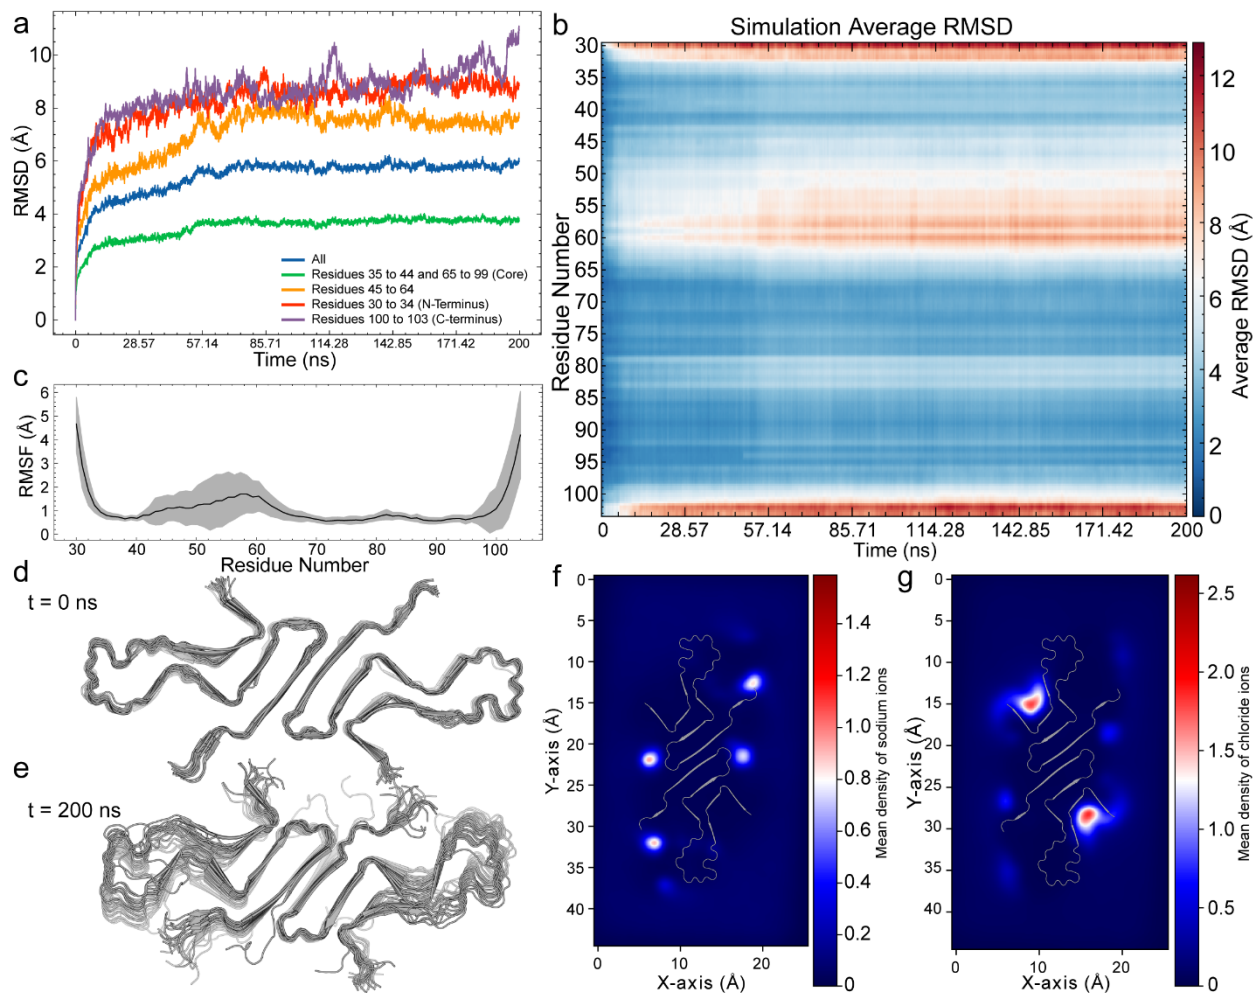 a
10
8
6
4
2
0
RMSD (Å)
All
Residues 35 to 44 and 65 to 99 (Core)
Residues 45 to 64
Residues 30 to 34 (N-Terminus)
Residues 100 to 103 (C-terminus)
0 28.57 57.14 85.71 114.28 142.85 171.42 200
Time (ns)
b
Simulation Average RMSD
30
35
40
45
50
55
60
65
70
75
80
85
90
95
100
Residue Number
0 28.57 57.14 85.71 114.28 142.85 171.42 200
Time (ns)
12
10
8
6
4
2
0
Average RMSD (Å)
c
6
5
4
3
2
1
0
RMSF (Å)
30 40 50 60 70 80 90 100
Residue Number
d
t = 0 ns
e
t = 200 ns
f
0
5
10
15
20
25
30
35
40
Y-axis (Å)
0 10 20
X-axis (Å)
1.4
1.2
1.0
0.8
0.6
0.4
0.2
0
Mean density of sodium ions
g
0
5
10
15
20
25
30
35
40
Y-axis (Å)
0 10 20
X-axis (Å)
2.5
2.0
1.5
1.0
0.5
0
Mean density of chloride ions